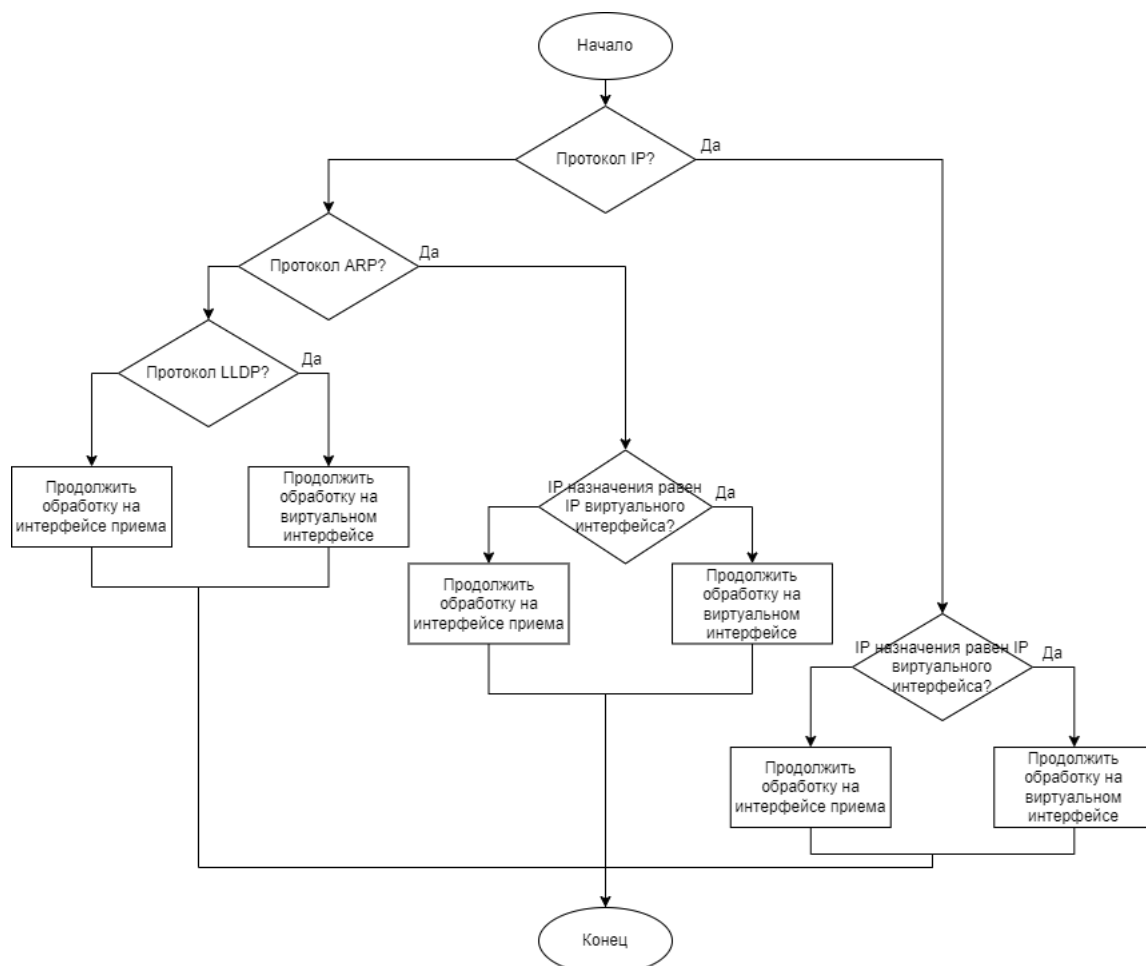 Начало
Протокол IP?
Да
Протокол ARP?
Да
Протокол LLDP?
Да
Продолжить
обработку на
интерфейсе приема
Продолжить
обработку на
виртуальном
интерфейсе
IP назначения равен
IP виртуального
интерфейса?
Да
Продолжить
обработку на
интерфейсе приема
Продолжить
обработку на
виртуальном
интерфейсе
IP назначения равен IP
виртуального
интерфейса?
Да
Продолжить
обработку на
интерфейсе приема
Продолжить
обработку на
виртуальном
интерфейсе
Конец